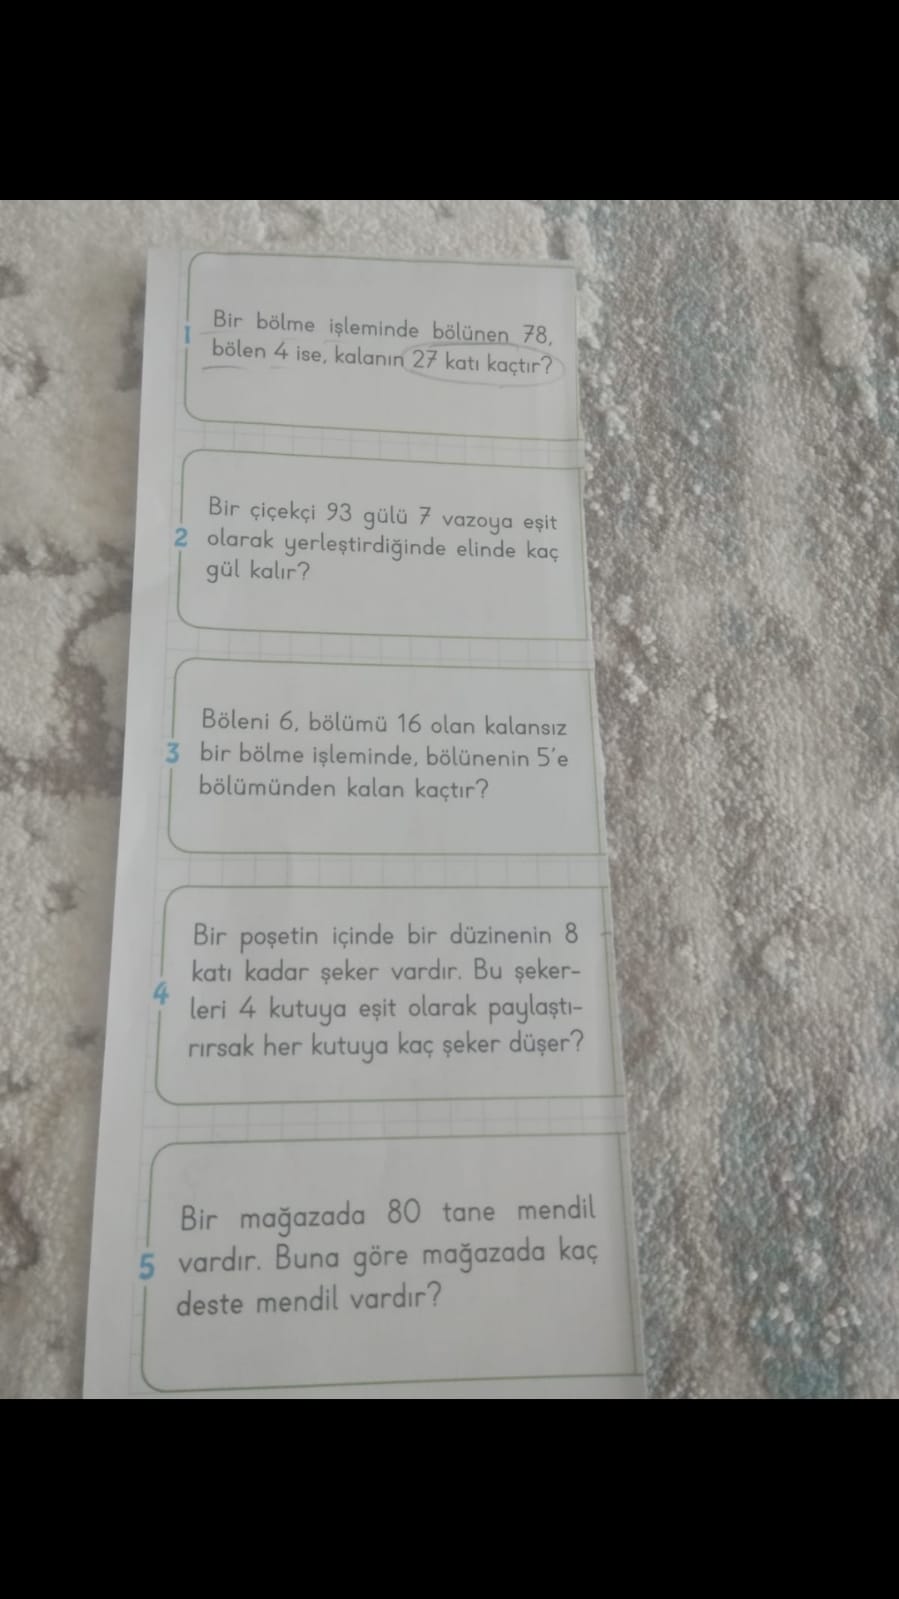 1
Bir bölme işleminde bölünen 78,
bölen 4 ise, kalanın 27 katı kaçtır?
Bir çiçekçi 93 gülü 7 vazoya eşit
2 olarak yerleştirdiğinde elinde kaç
gül kalır?
Böleni 6, bölümü 16 olan kalansız
3 bir bölme işleminde, bölünenin 5'e
bölümünden kalan kaçtır?
Bir poşetin içinde bir düzinenin 8
katı kadar şeker vardır. Bu şeker-
4 leri 4 kutuya eşit olarak paylaştı-
rırsak her kutuya kaç şeker düşer?
Bir mağazada 80 tane mendil
5 vardır. Buna göre mağazada kaç
deste mendil vardır?